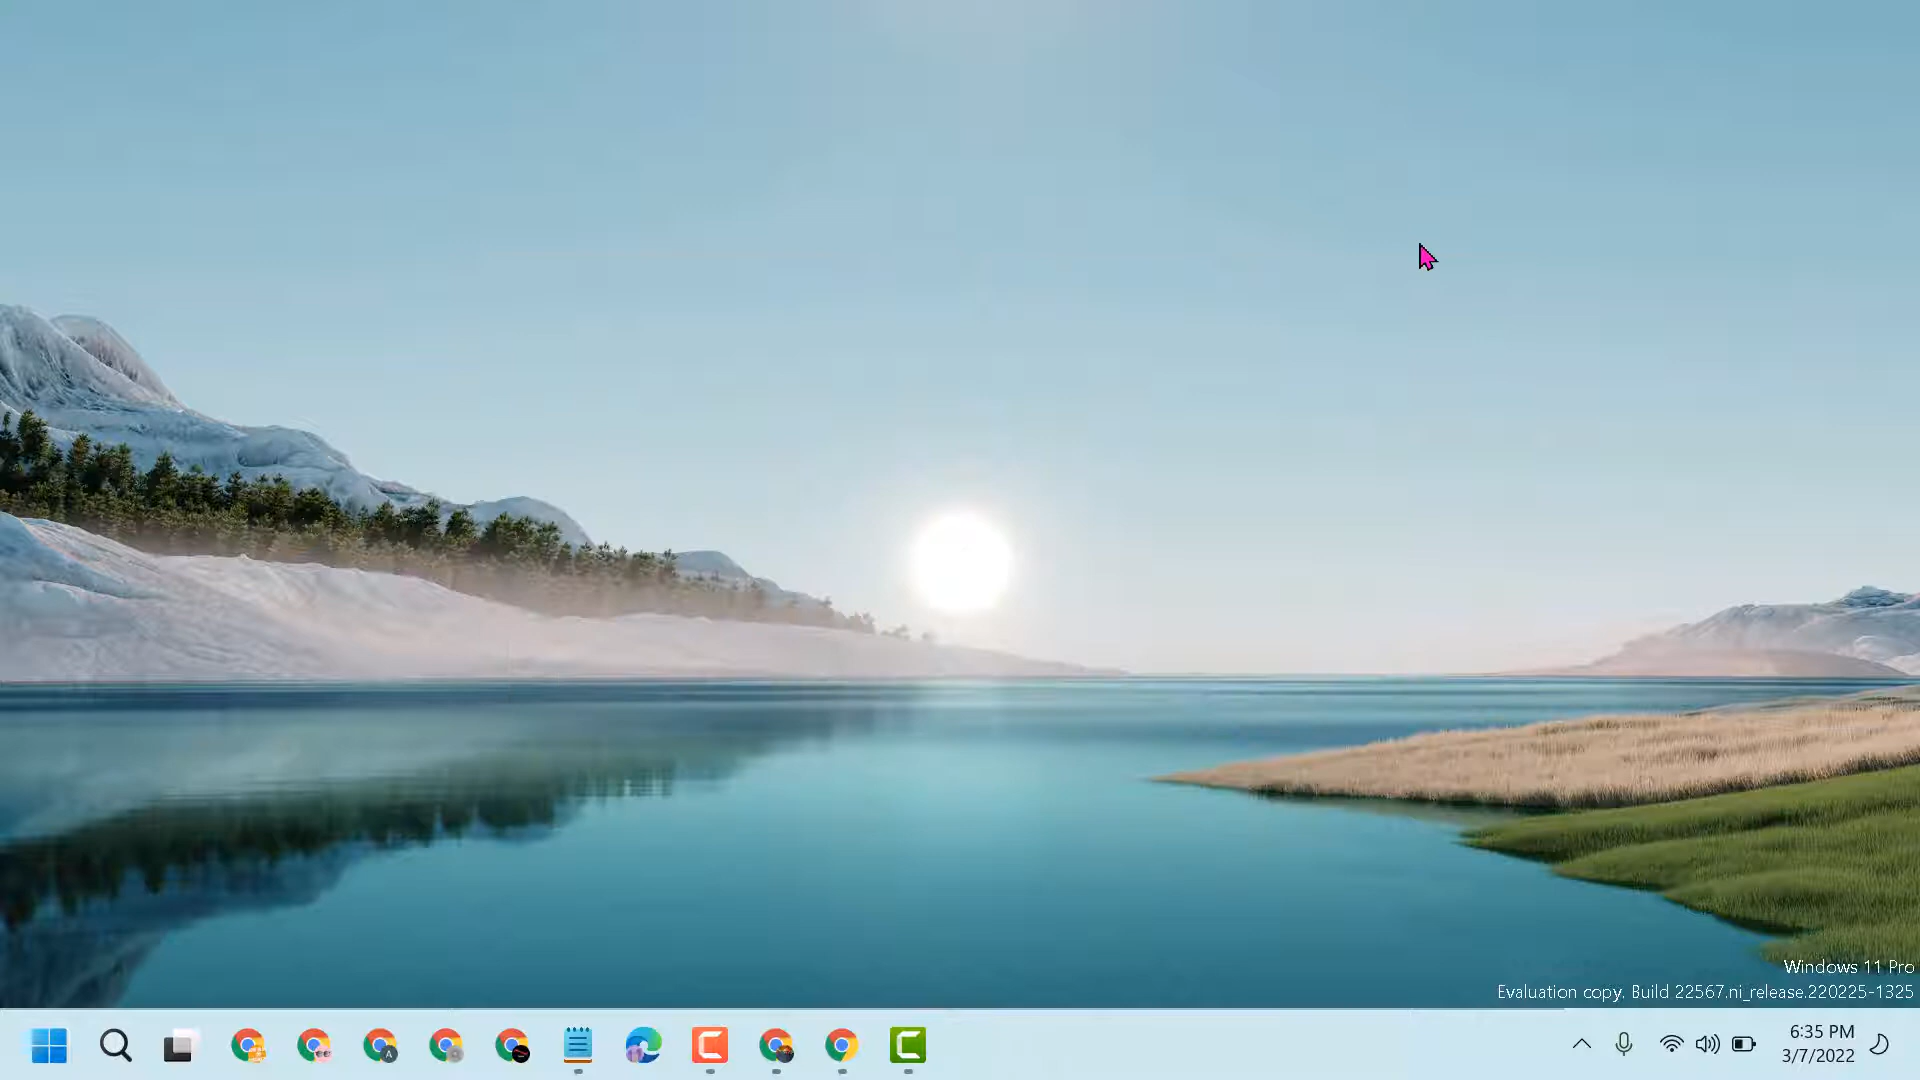 Windows 11 Pro
Evaluation copy. Build 22567.ni_release.220225-1325
A
6:35 PM
3/7/2022